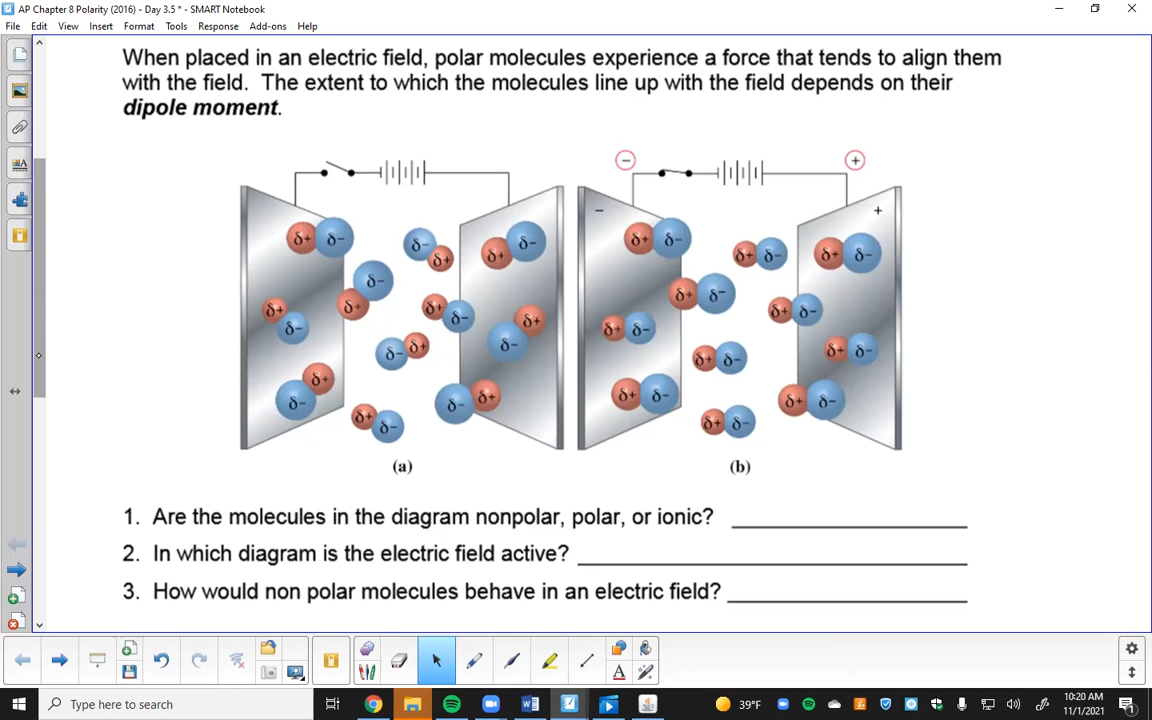 AP Chapter 8 Polarity (2016) - Day 3.5 * - SMART Notebook
File Edit View Insert Format Tools Response Add-ons Help
When placed in an electric field, polar molecules experience a force that tends to align them
with the field. The extent to which the molecules line up with the field depends on their
dipole moment.
− +
− +
δ+ δ− δ− δ+ δ+ δ− δ+ δ− δ+ δ− δ+ δ−
δ− δ+ δ+ δ− δ+ δ−
δ+ δ− δ+ δ− δ+ δ− δ+ δ− δ+ δ−
δ− δ+ δ− δ+ δ+ δ− δ+ δ−
δ+ δ− δ− δ+ δ+ δ− δ+ δ−
δ+ δ− δ+ δ−
(a) (b)
1. Are the molecules in the diagram nonpolar, polar, or ionic? ____________________
2. In which diagram is the electric field active? ____________________
3. How would non polar molecules behave in an electric field? ____________________
A
Type here to search
39°F
10:20 AM
11/1/2021
1